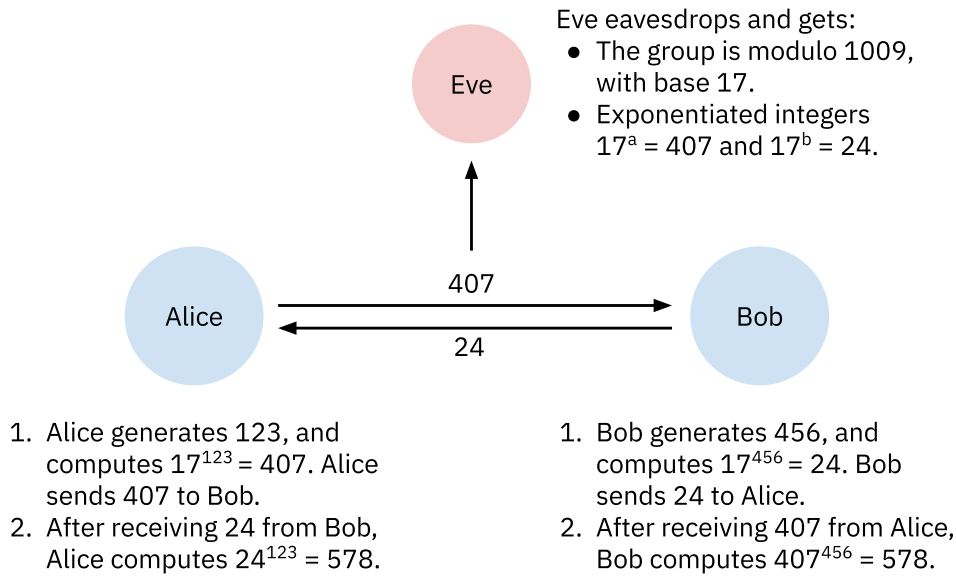 Eve eavesdrops and gets:
● The group is modulo 1009,
with base 17.
● Exponentiated integers
17ᵃ = 407 and 17ᵇ = 24.
Eve
407
Alice
Bob
24
1. Alice generates 123, and
computes 17¹²³ = 407. Alice
sends 407 to Bob.
2. After receiving 24 from Bob,
Alice computes 24¹²³ = 578.
1. Bob generates 456, and
computes 17⁴⁵⁶ = 24. Bob
sends 24 to Alice.
2. After receiving 407 from Alice,
Bob computes 407⁴⁵⁶ = 578.